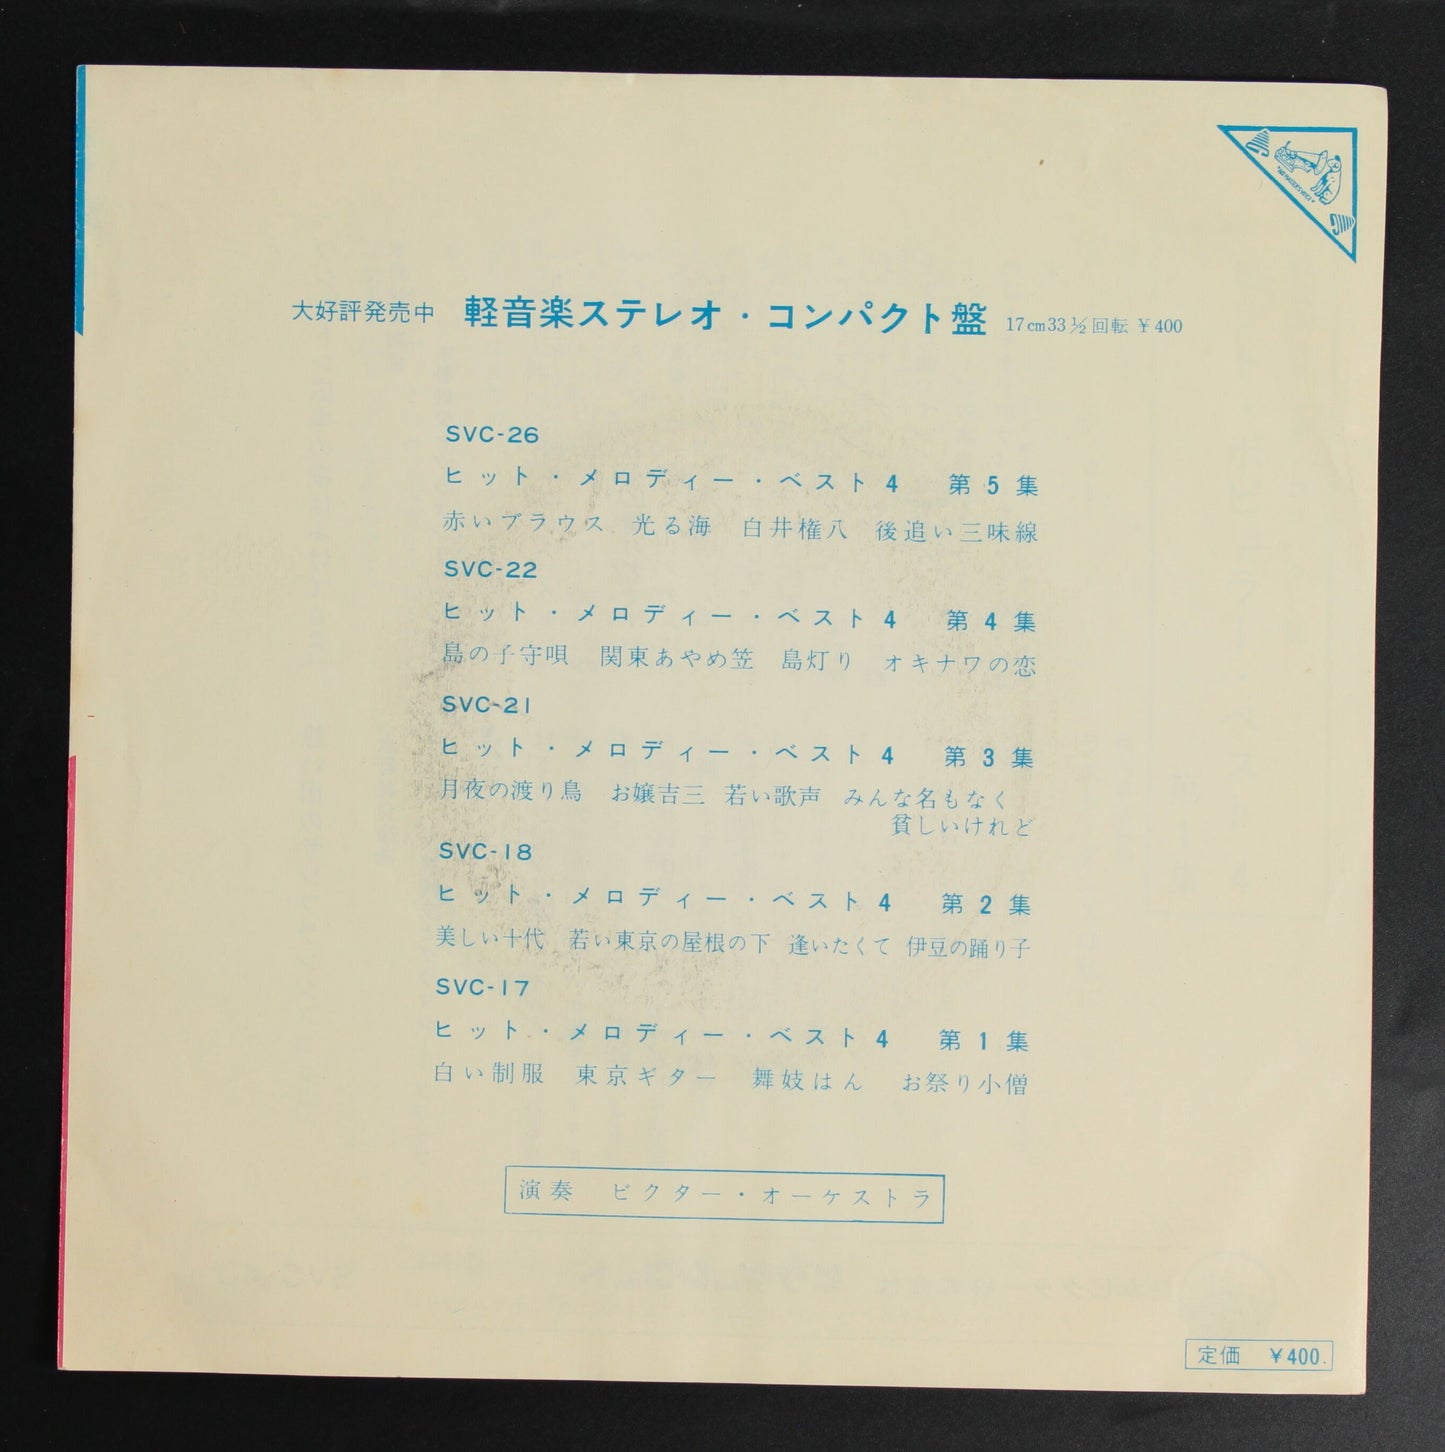 大好評発売中 軽音楽ステレオ・コンパクト盤 17cm33½回転 ¥400
SVC-26
ヒット・メロディー・ベスト4 第5集
赤いブラウス 光る海 白井権八 後追い三味線
SVC-22
ヒット・メロディー・ベスト4 第4集
島の子守唄 関東あやめ笠 島灯り オキナワの恋
SVC-21
ヒット・メロディー・ベスト4 第3集
月夜の渡り鳥 お嬢吉三 若い歌声 みんな名もなく
貧しいけれど
SVC-18
ヒット・メロディー・ベスト4 第2集
美しい十代 若い東京の屋根の下 逢いたくて 伊豆の踊り子
SVC-17
ヒット・メロディー・ベスト4 第1集
白い制服 東京ギター 舞妓はん お祭り小僧
演奏 ビクター・オーケストラ
定価 ¥400.